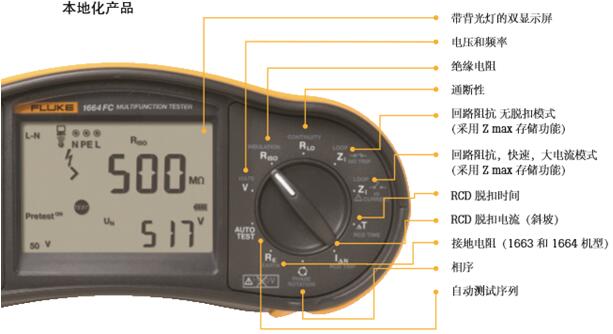 本地化产品
带背光灯的双显示屏
电压和频率
绝缘电阻
通断性
回路阻抗 无脱扣模式
(采用 Z max 存储功能)
回路阻抗，快速，大电流模式
(采用 Z max 存储功能)
RCD 脱扣时间
RCD 脱扣电流（斜坡）
接地电阻（1663 和 1664 机型）
相序
自动测试序列
FLUKE 1664 FC MULTIFUNCTION TESTER
L-N
N PE L
RISO
500 MΩ
Pretest ON
TEST
UN
517 V
50 V
CONTINUITY
RLO
INSULATION
RISO
LOOP
ZI
NO TRIP
LOOP
ZI
HI CURRENT
ΔT
RCD TIME
IΔN
RCD TRIP
PHASE
ROTATION
RE
EARTH
AUTO
TEST
V